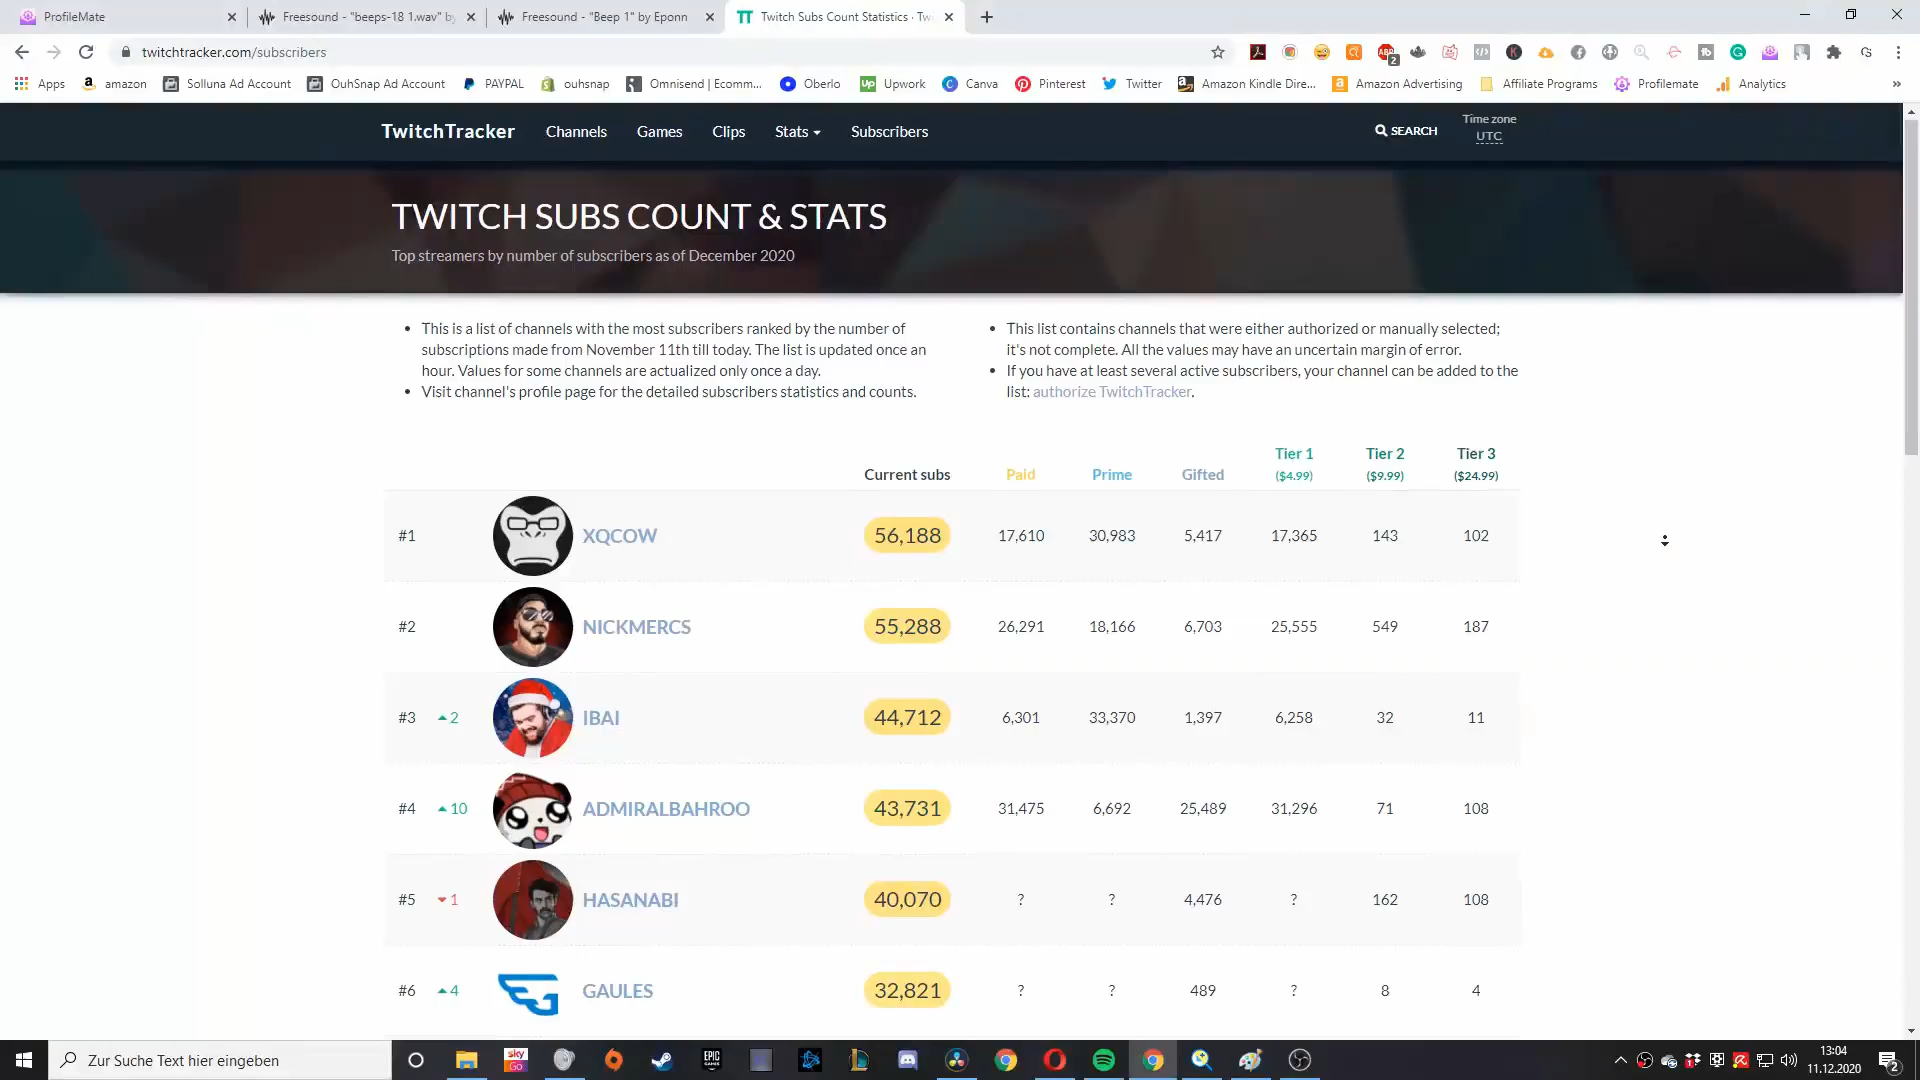 ProfileMate
Freesound - "beeps-18 1.wav" by
Freesound - "Beep 1" by Eponn
Twitch Subs Count Statistics · Tw
twitchtracker.com/subscribers
Apps
amazon
Solluna Ad Account
OuhSnap Ad Account
PAYPAL
ouhsnap
Omnisend | Ecomm...
Oberlo
Upwork
Canva
Pinterest
Twitter
Amazon Kindle Dire...
Amazon Advertising
Affiliate Programs
Profilemate
Analytics
TwitchTracker
Channels
Games
Clips
Stats
Subscribers
SEARCH
Time zone
UTC
TWITCH SUBS COUNT & STATS
Top streamers by number of subscribers as of December 2020
• This is a list of channels with the most subscribers ranked by the number of
subscriptions made from November 11th till today. The list is updated once an
hour. Values for some channels are actualized only once a day.
• Visit channel's profile page for the detailed subscribers statistics and counts.
• This list contains channels that were either authorized or manually selected;
it's not complete. All the values may have an uncertain margin of error.
• If you have at least several active subscribers, your channel can be added to the
list: authorize TwitchTracker.
Current subs Paid Prime Gifted Tier 1 ($4.99) Tier 2 ($9.99) Tier 3 ($24.99)
#1 XQCOW 56,188 17,610 30,983 5,417 17,365 143 102
#2 NICKMERCS 55,288 26,291 18,166 6,703 25,555 549 187
#3 2 IBAI 44,712 6,301 33,370 1,397 6,258 32 11
#4 10 ADMIRALBAHROO 43,731 31,475 6,692 25,489 31,296 71 108
#5 1 HASANABI 40,070 ? ? 4,476 ? 162 108
#6 4 GAULES 32,821 ? ? 489 ? 8 4
Zur Suche Text hier eingeben
sky
Go
EPIC
GAMES
13:04
11.12.2020
2